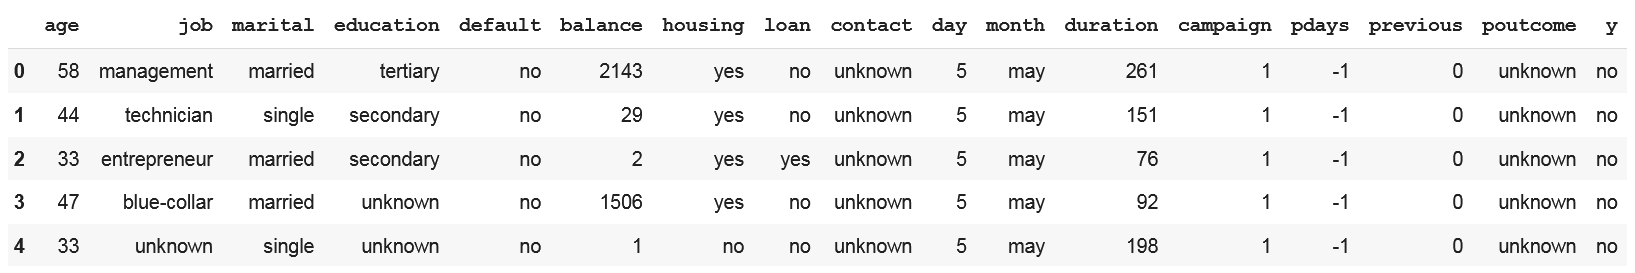 age job marital education default balance housing loan contact day month duration campaign pdays previous poutcome y
0 58 management married tertiary no 2143 yes no unknown 5 may 261 1 -1 0 unknown no
1 44 technician single secondary no 29 yes no unknown 5 may 151 1 -1 0 unknown no
2 33 entrepreneur married secondary no 2 yes yes unknown 5 may 76 1 -1 0 unknown no
3 47 blue-collar married unknown no 1506 yes no unknown 5 may 92 1 -1 0 unknown no
4 33 unknown single unknown no 1 no no unknown 5 may 198 1 -1 0 unknown no